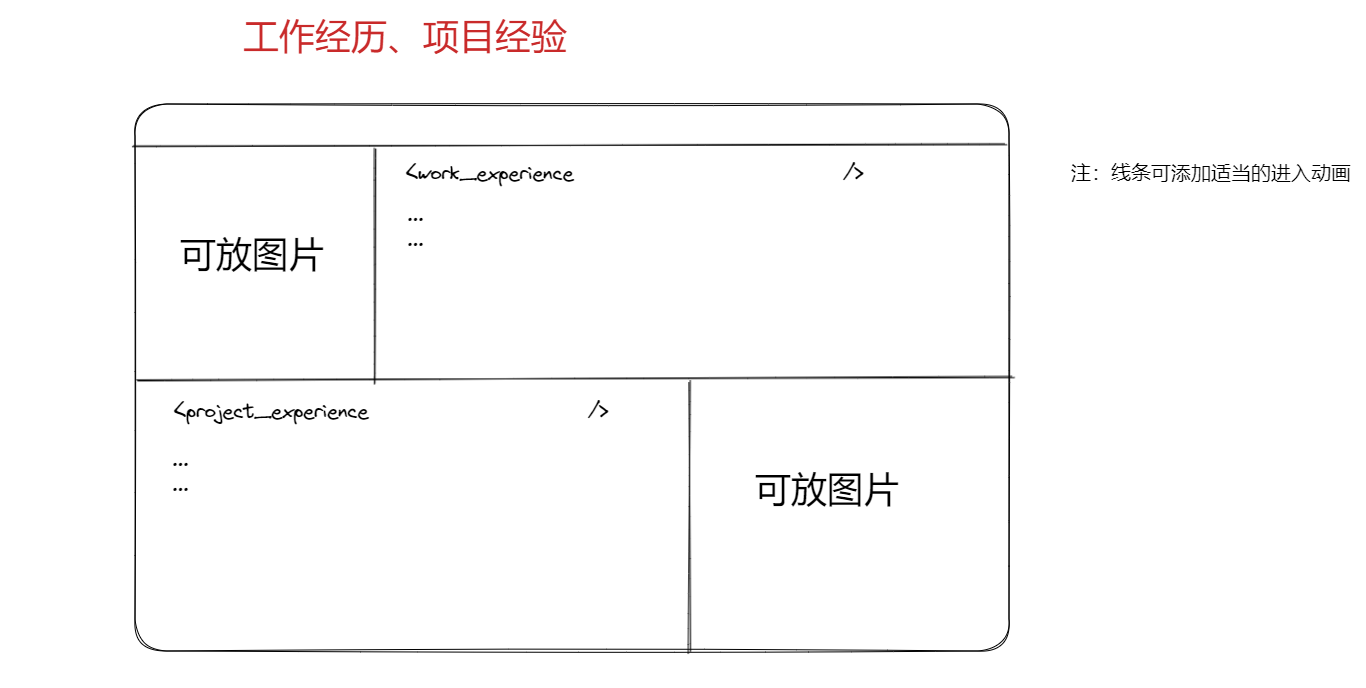 工作经历、项目经验
<work_experience />
注：线条可添加适当的进入动画
...
...
可放图片
<project_experience />
...
...
可放图片